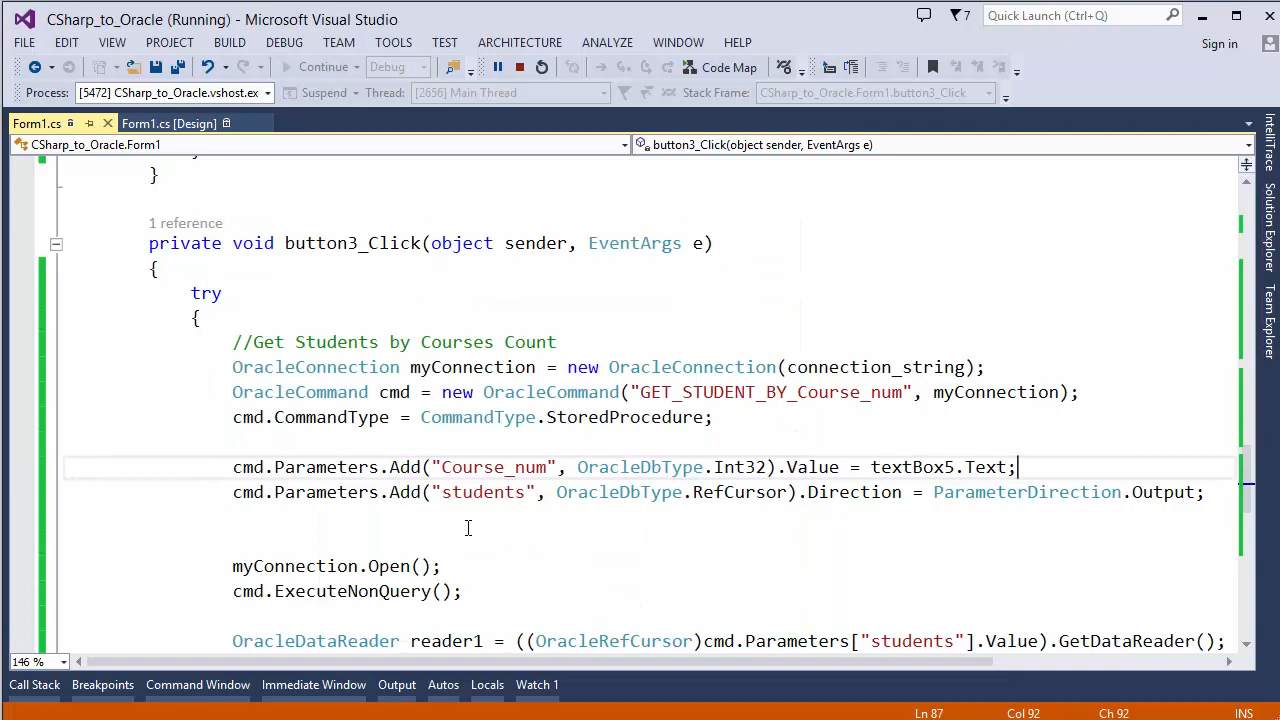 CSharp_to_Oracle (Running) - Microsoft Visual Studio
7
Quick Launch (Ctrl+Q)
FILE EDIT VIEW PROJECT BUILD DEBUG TEAM TOOLS TEST ARCHITECTURE ANALYZE WINDOW HELP
Sign in
Continue Debug Code Map
Process: [5472] CSharp_to_Oracle.vshost.ex Suspend Thread: [2656] Main Thread Stack Frame: CSharp_to_Oracle.Form1.button3_Click
Form1.cs Form1.cs [Design]
CSharp_to_Oracle.Form1 button3_Click(object sender, EventArgs e)
}
1 reference
private void button3_Click(object sender, EventArgs e)
{
try
{
//Get Students by Courses Count
OracleConnection myConnection = new OracleConnection(connection_string);
OracleCommand cmd = new OracleCommand("GET_STUDENT_BY_Course_num", myConnection);
cmd.CommandType = CommandType.StoredProcedure;
cmd.Parameters.Add("Course_num", OracleDbType.Int32).Value = textBox5.Text;
cmd.Parameters.Add("students", OracleDbType.RefCursor).Direction = ParameterDirection.Output;
myConnection.Open();
cmd.ExecuteNonQuery();
OracleDataReader reader1 = ((OracleRefCursor)cmd.Parameters["students"].Value).GetDataReader();
146 %
Call Stack Breakpoints Command Window Immediate Window Output Autos Locals Watch 1
Ln 87 Col 92 Ch 92 INS
IntelliTrace
Solution Explorer
Team Explorer